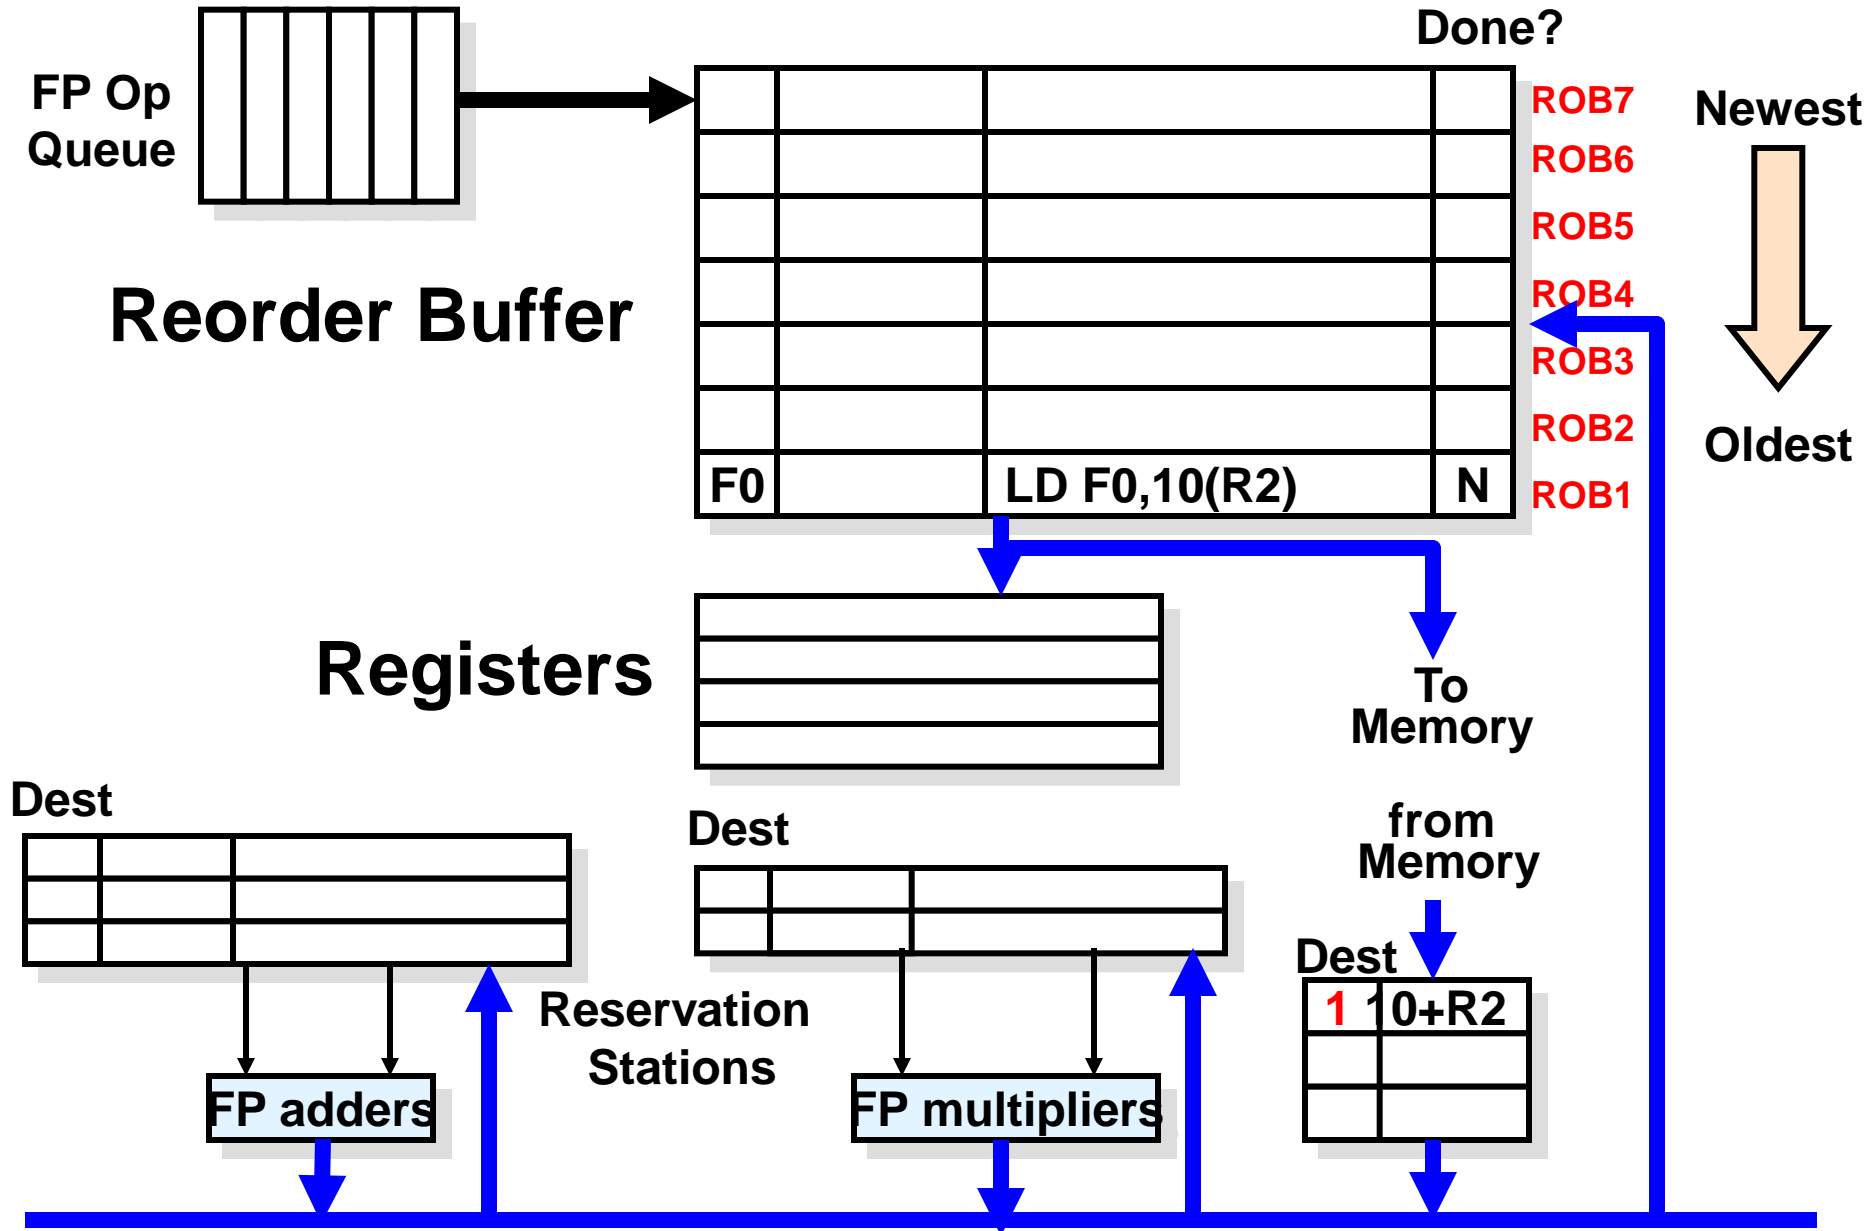 Done?
FP Op
Queue
ROB7
Newest
ROB6
ROB5
Reorder Buffer
ROB4
ROB3
ROB2
Oldest
F0 LD F0,10(R2) N ROB1
Registers
To
Memory
Dest
Dest
from
Memory
Dest
1 10+R2
Reservation
Stations
FP adders
FP multipliers